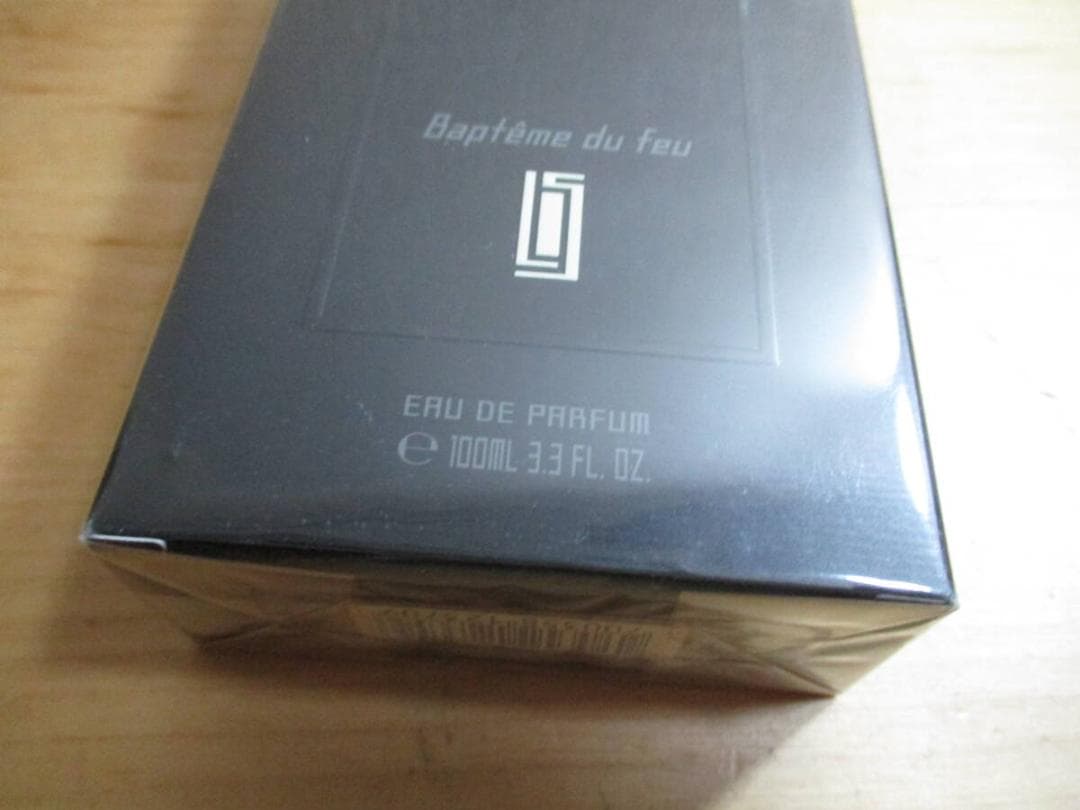 Baptême du feu
EAU DE PARFUM
℮ 100ML 3.3 FL. OZ.